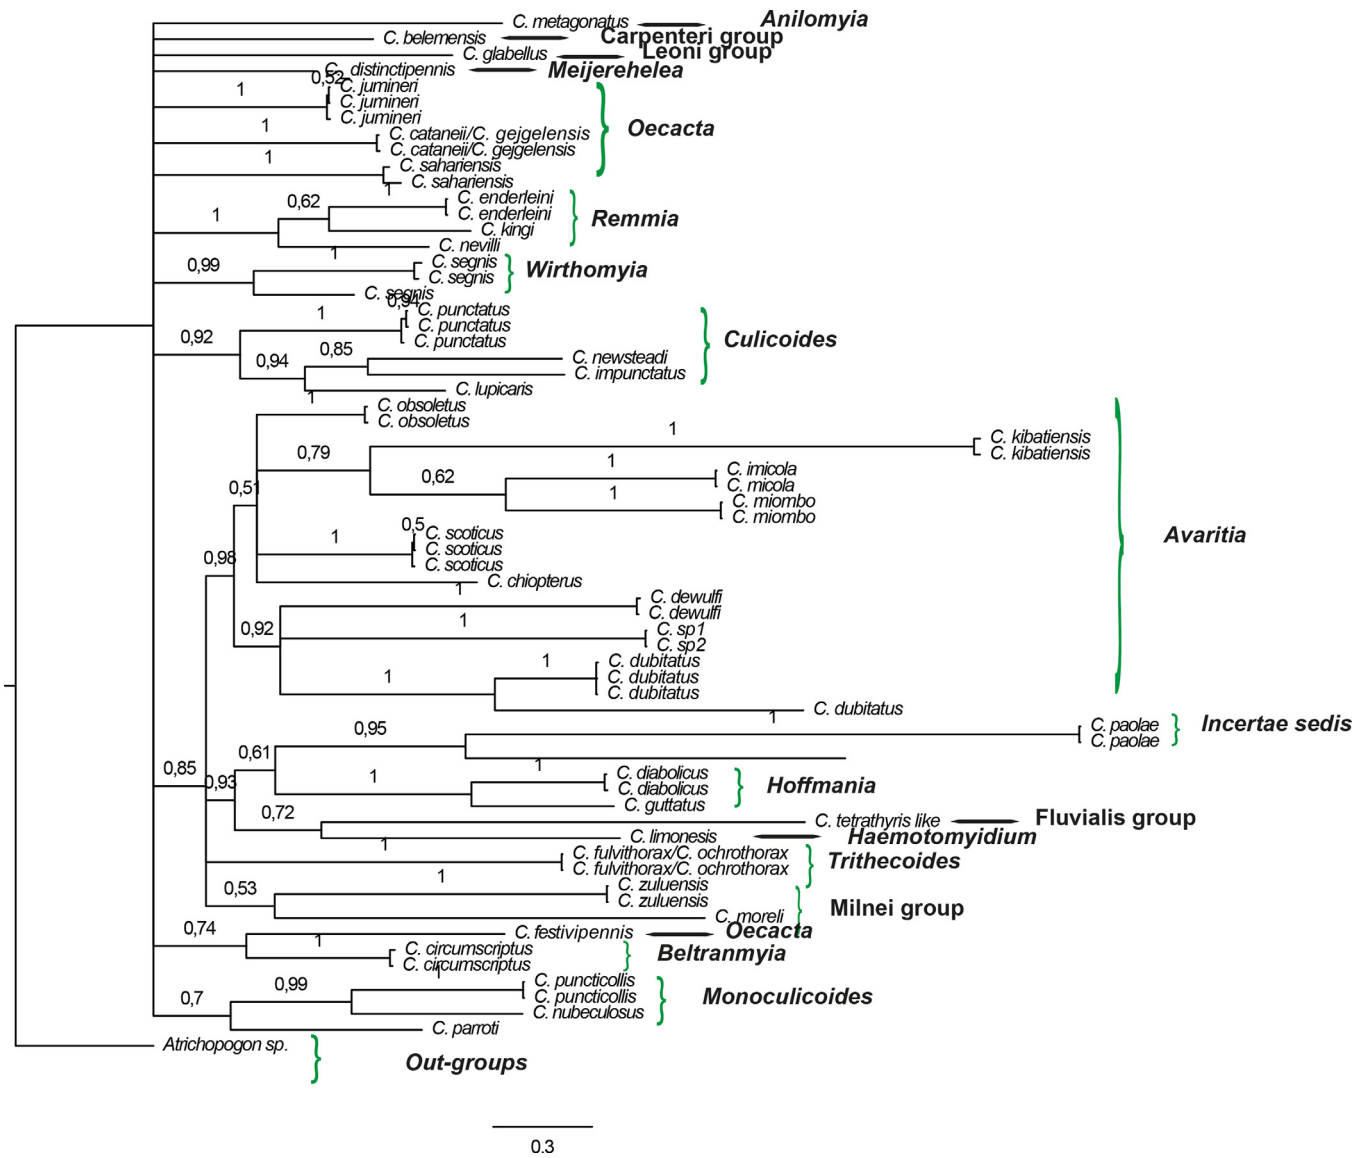 C. metagonatus Anilomyia
C. belemensis Carpenteri group
C. glabellus Leoni group
C. distinctipennis Meijerehelea
0,52
C. jumineri
1
C. jumineri
C. jumineri
1
C. cataneii/C. gejgelensis
Oecacta
C. cataneii/C. gejgelensis
1
C. sahariensis
C. sahariensis
1
C. enderleini
0,62
C. enderleini
1
Remmia
C. kingi
C. nevilli
1
C. segnis
0,99
Wirthomyia
C. segnis
C. segnis
0,94
C. punctatus
1
C. punctatus
0,92
Culicoides
C. punctatus
0,85
C. newsteadi
0,94
C. impunctatus
C. lupicaris
1
C. obsoletus
C. obsoletus
1
C. kibatiensis
0,79
C. kibatiensis
1
C. imicola
0,62
C. micola
0,51
1
C. miombo
C. miombo
0,5
C. scoticus
1
Avaritia
C. scoticus
0,98
C. scoticus
C. chiopterus
1
C. dewulfi
C. dewulfi
1
0,92
C. sp1
C. sp2
1
C. dubitatus
1
C. dubitatus
C. dubitatus
C. dubitatus
1
C. paolae
Incertae sedis
0,95
C. paolae
0,61
1
0,85
C. diabolicus
1
0,93
C. diabolicus
Hoffmania
C. guttatus
0,72
C. tetrathyris like Fluvialis group
C. limonesis Haemotomyidium
1
C. fulvithorax/C. ochrothorax
Trithecoides
C. fulvithorax/C. ochrothorax
1
C. zuluensis
0,53
C. zuluensis
Milnei group
C. moreli
0,74
C. festivipennis Oecacta
1
C. circumscriptus
Beltranmyia
C. circumscriptus
1
C. puncticollis
0,99
C. puncticollis
0,7
Monoculicoides
C. nubeculosus
C. parroti
Atrichopogon sp.
Out-groups
0.3